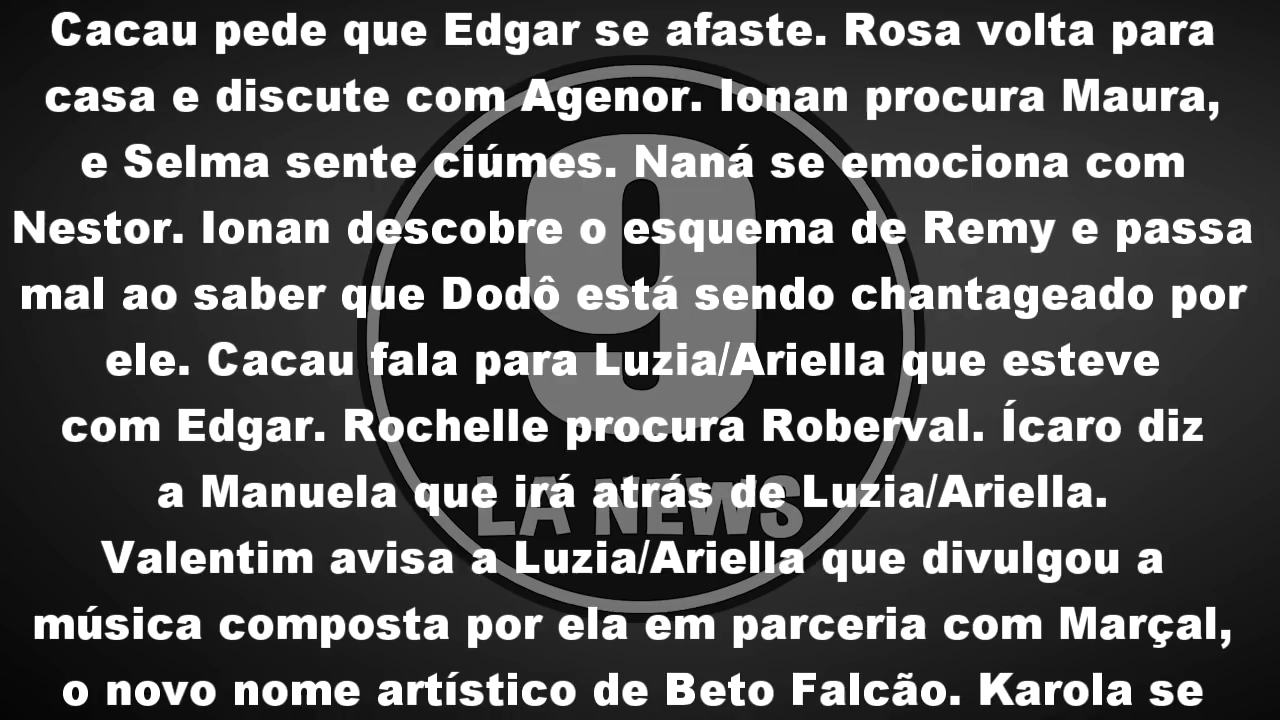 Cacau pede que Edgar se afaste. Rosa volta para
casa e discute com Agenor. Ionan procura Maura,
e Selma sente ciúmes. Naná se emociona com
Nestor. Ionan descobre o esquema de Remy e passa
mal ao saber que Dodô está sendo chantageado por
ele. Cacau fala para Luzia/Ariella que esteve
com Edgar. Rochelle procura Roberval. Ícaro diz
a Manuela que irá atrás de Luzia/Ariella.
Valentim avisa a Luzia/Ariella que divulgou a
música composta por ela em parceria com Marçal,
o novo nome artístico de Beto Falcão. Karola se
9
LA NEWS